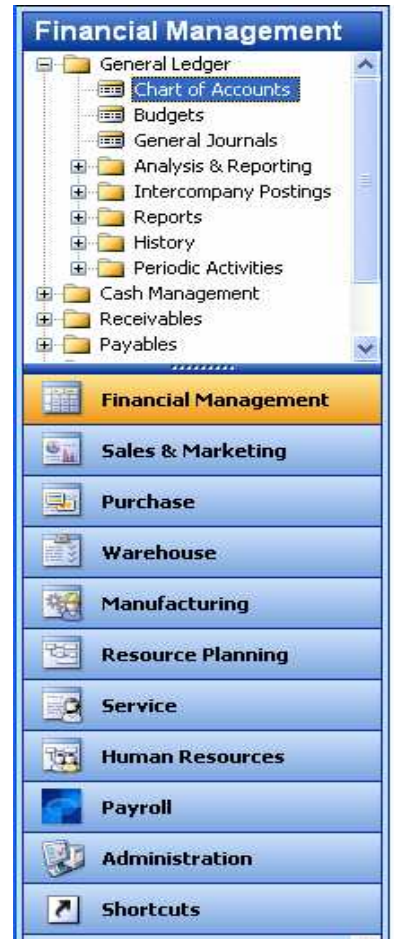 Financial Management
General Ledger
Chart of Accounts
Budgets
General Journals
Analysis & Reporting
Intercompany Postings
Reports
History
Periodic Activities
Cash Management
Receivables
Payables
Financial Management
Sales & Marketing
Purchase
Warehouse
Manufacturing
Resource Planning
Service
Human Resources
Payroll
Administration
Shortcuts